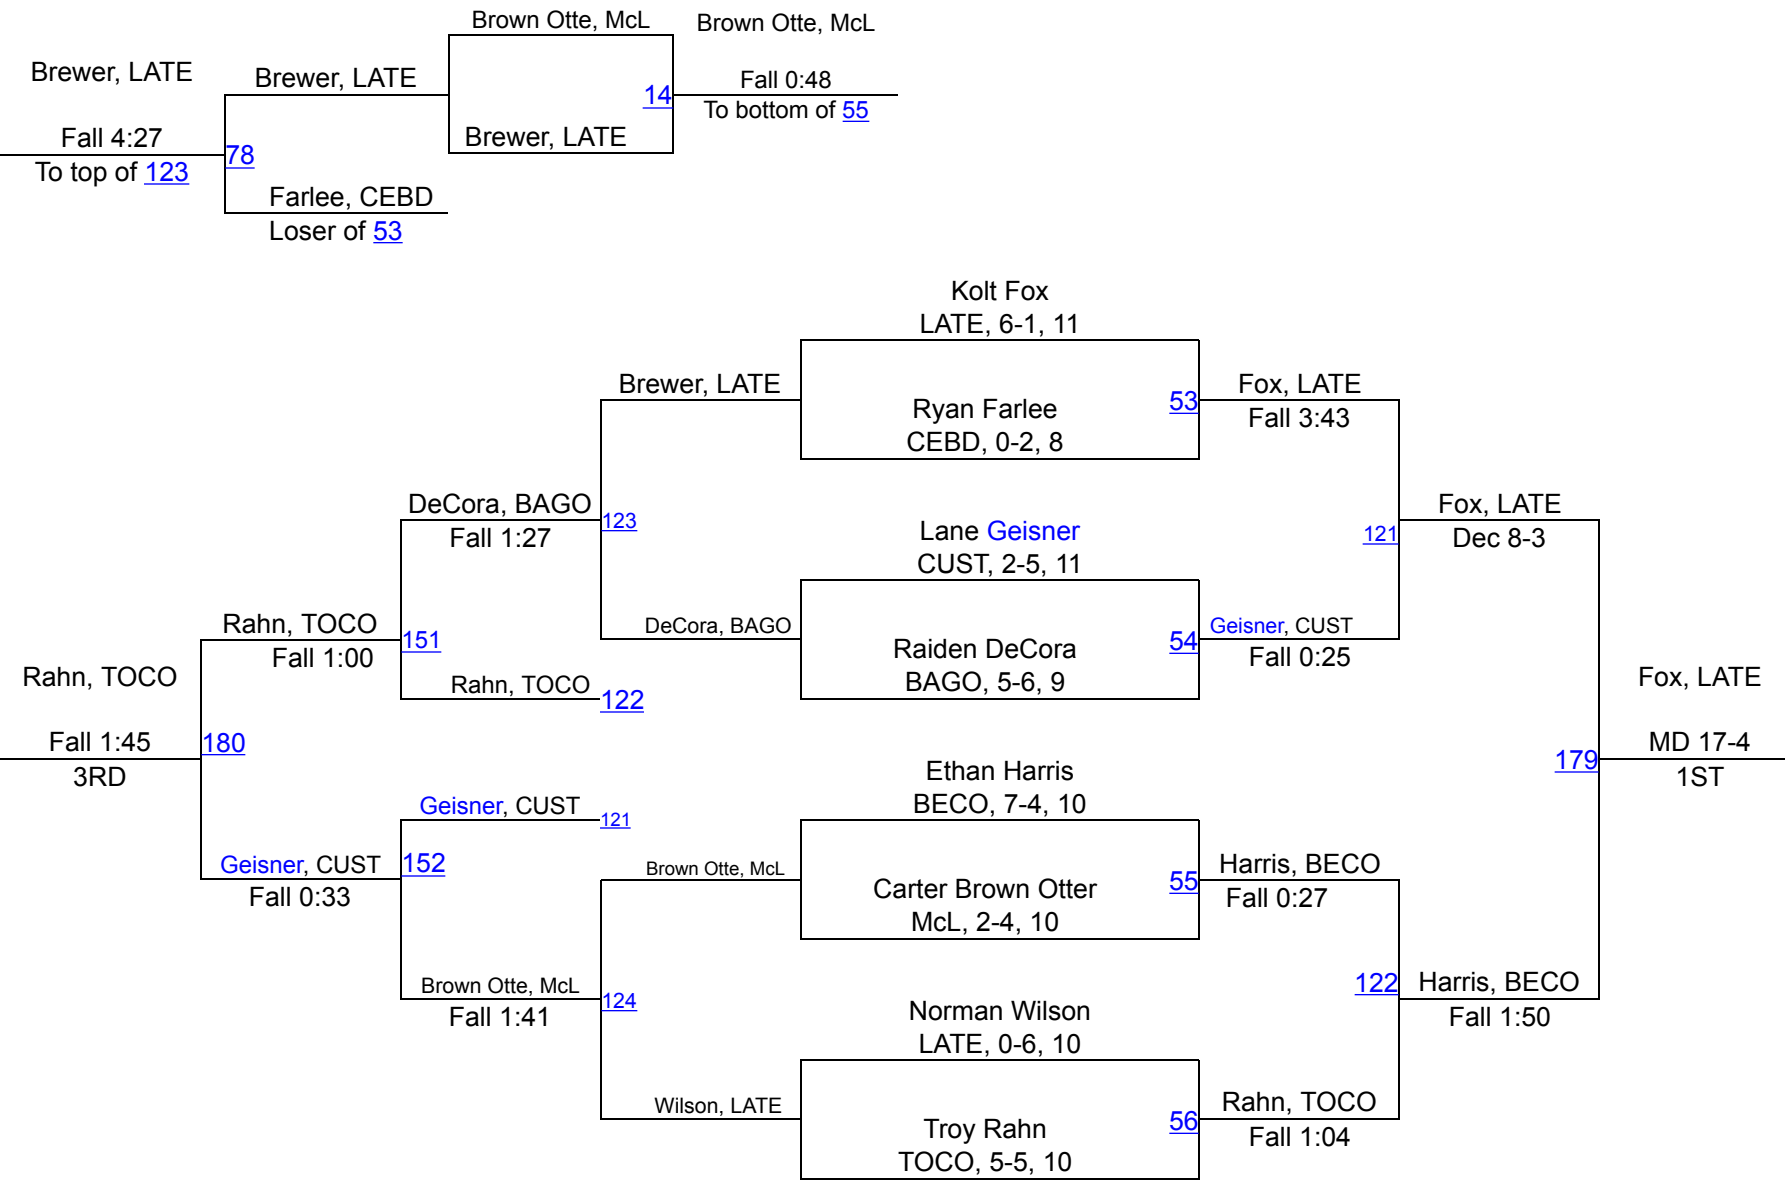 Brown Otte, McL
Brown Otte, McL
Brewer, LATE
Brewer, LATE
Fall 0:48
14
To bottom of 55
Fall 4:27
Brewer, LATE
78
To top of 123
Farlee, CEBD
Loser of 53
Kolt Fox
LATE, 6-1, 11
Brewer, LATE
Fox, LATE
53
Ryan Farlee
Fall 3:43
CEBD, 0-2, 8
DeCora, BAGO
Fox, LATE
123
Fall 1:27
Lane Geisner
121
Dec 8-3
CUST, 2-5, 11
Rahn, TOCO
DeCora, BAGO
Geisner, CUST
151
54
Fall 1:00
Raiden DeCora
Fall 0:25
Rahn, TOCO
Rahn, TOCO
BAGO, 5-6, 9
Fox, LATE
122
Fall 1:45
180
MD 17-4
179
3RD
Ethan Harris
1ST
Geisner, CUST
121
BECO, 7-4, 10
Geisner, CUST
152
Brown Otte, McL
Harris, BECO
55
Fall 0:33
Carter Brown Otter
Fall 0:27
McL, 2-4, 10
Brown Otte, McL
122
Harris, BECO
124
Fall 1:41
Norman Wilson
Fall 1:50
LATE, 0-6, 10
Wilson, LATE
Rahn, TOCO
56
Troy Rahn
Fall 1:04
TOCO, 5-5, 10